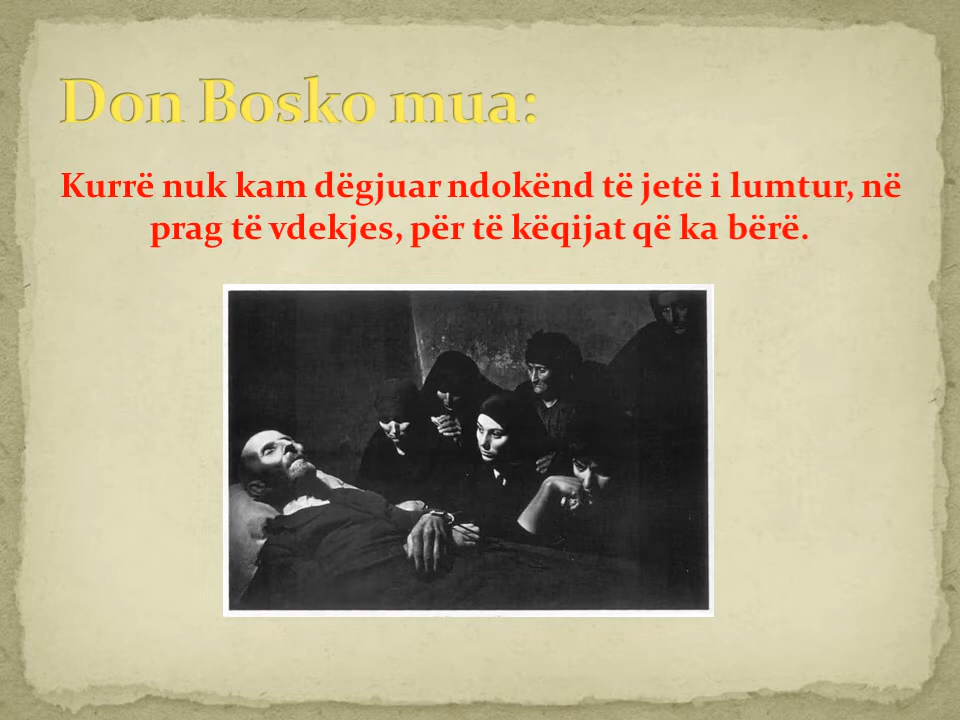 Don Bosko mua:
Kurrë nuk kam dëgjuar ndokënd të jetë i lumtur, në
prag të vdekjes, për të këqijat që ka bërë.